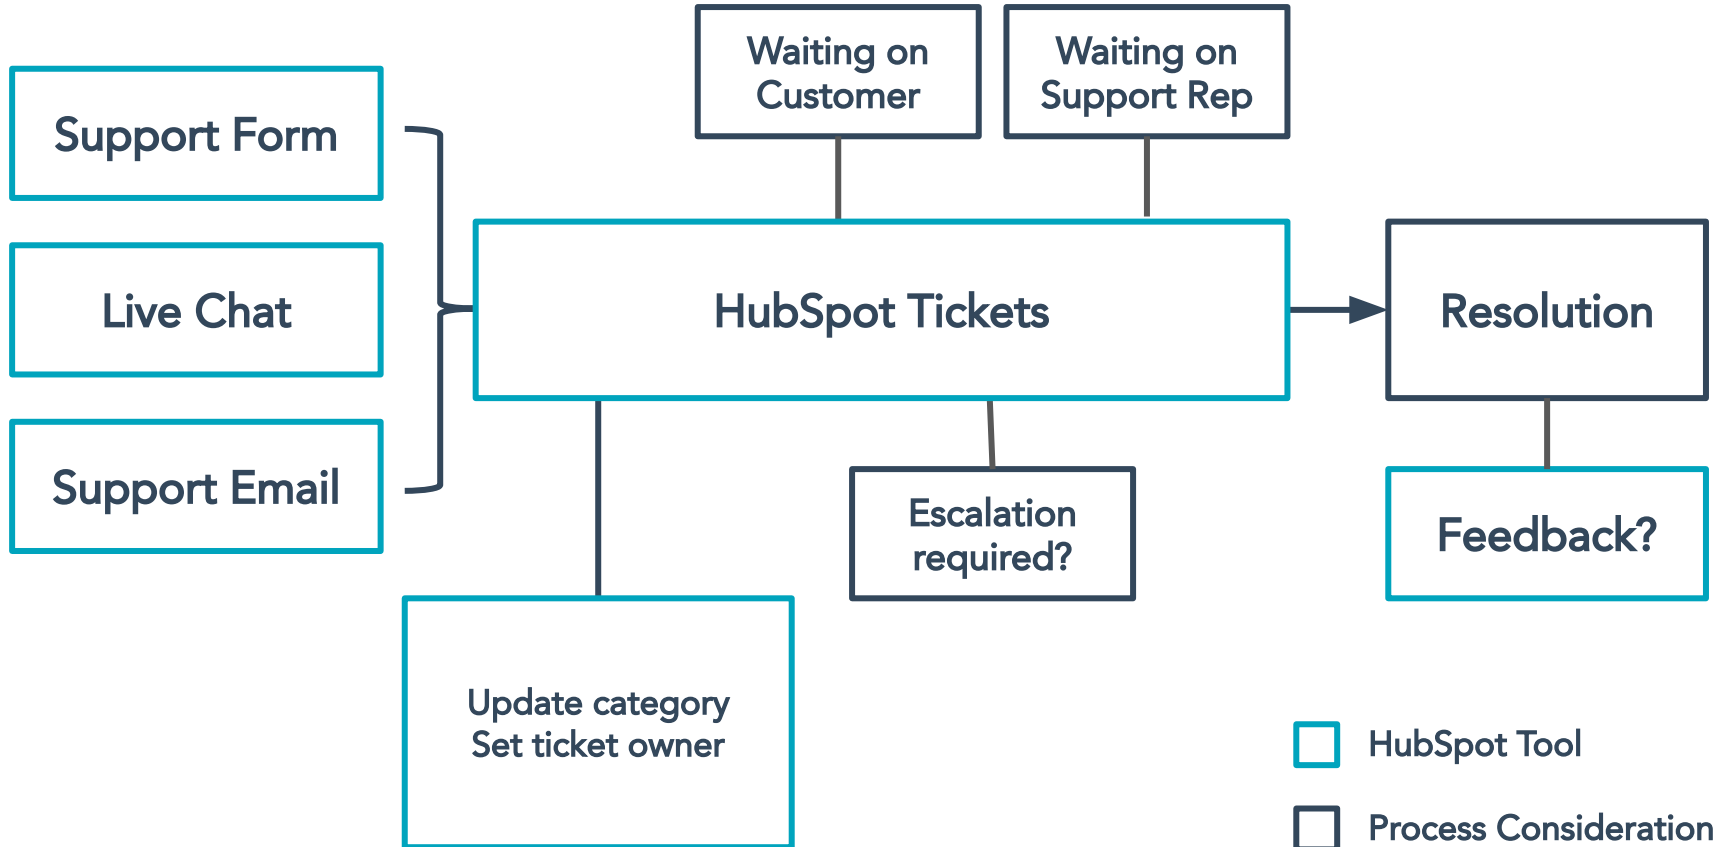 Waiting on
Customer
Waiting on
Support Rep
Support Form
Live Chat
Support Email
HubSpot Tickets
Resolution
Escalation
required?
Feedback?
Update category
Set ticket owner
HubSpot Tool
Process Consideration